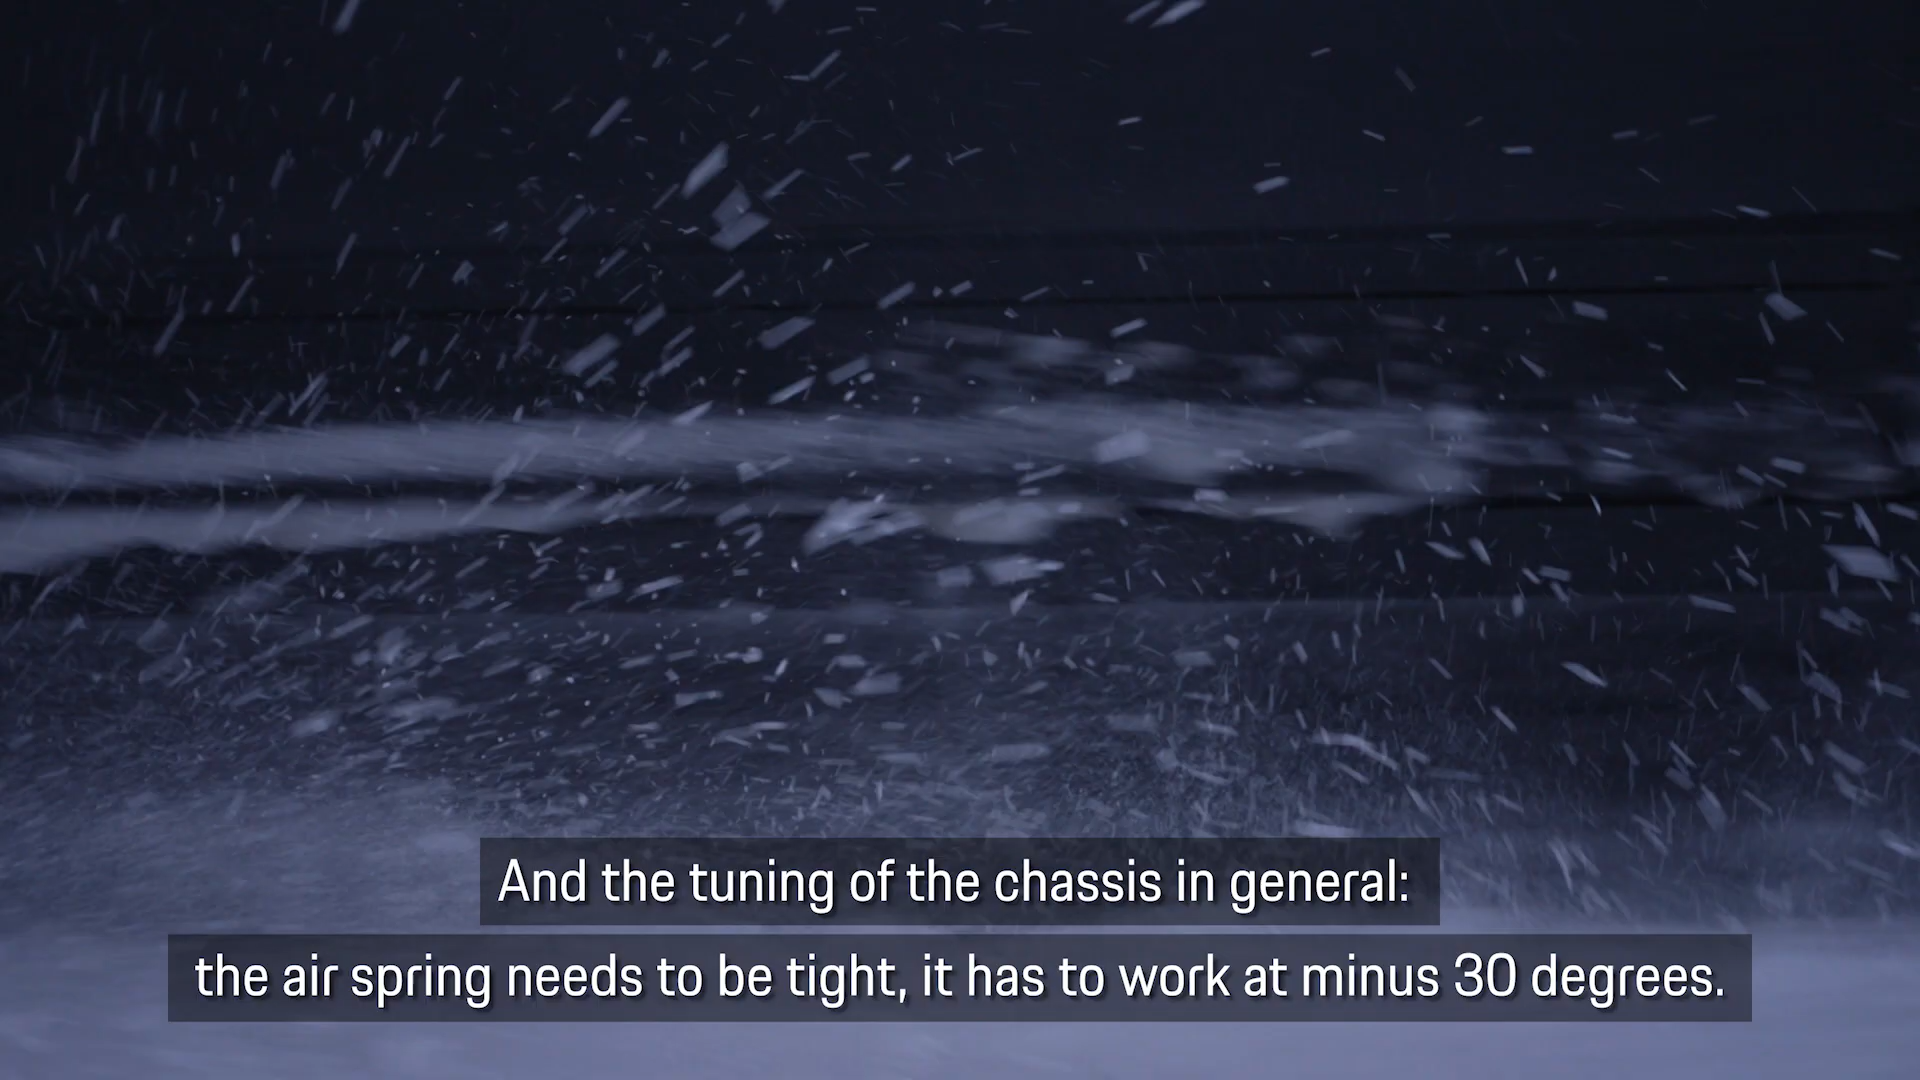 And the tuning of the chassis in general:
the air spring needs to be tight, it has to work at minus 30 degrees.